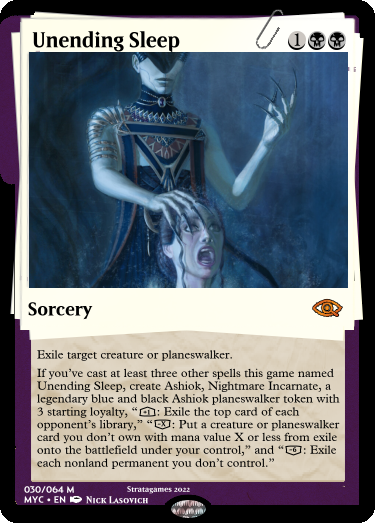 Unending Sleep 1
Sorcery
Exile target creature or planeswalker.
If you've cast at least three other spells this game named
Unending Sleep, create Ashiok, Nightmare Incarnate, a
legendary blue and black Ashiok planeswalker token with
3 starting loyalty, “+1: Exile the top card of each
opponent's library,” “-X: Put a creature or planeswalker
card you don't own with mana value X or less from exile
onto the battlefield under your control,” and “-6: Exile
each nonland permanent you don't control.”
030/064 M
Stratagames 2022
MYC • EN Nick Lasovich